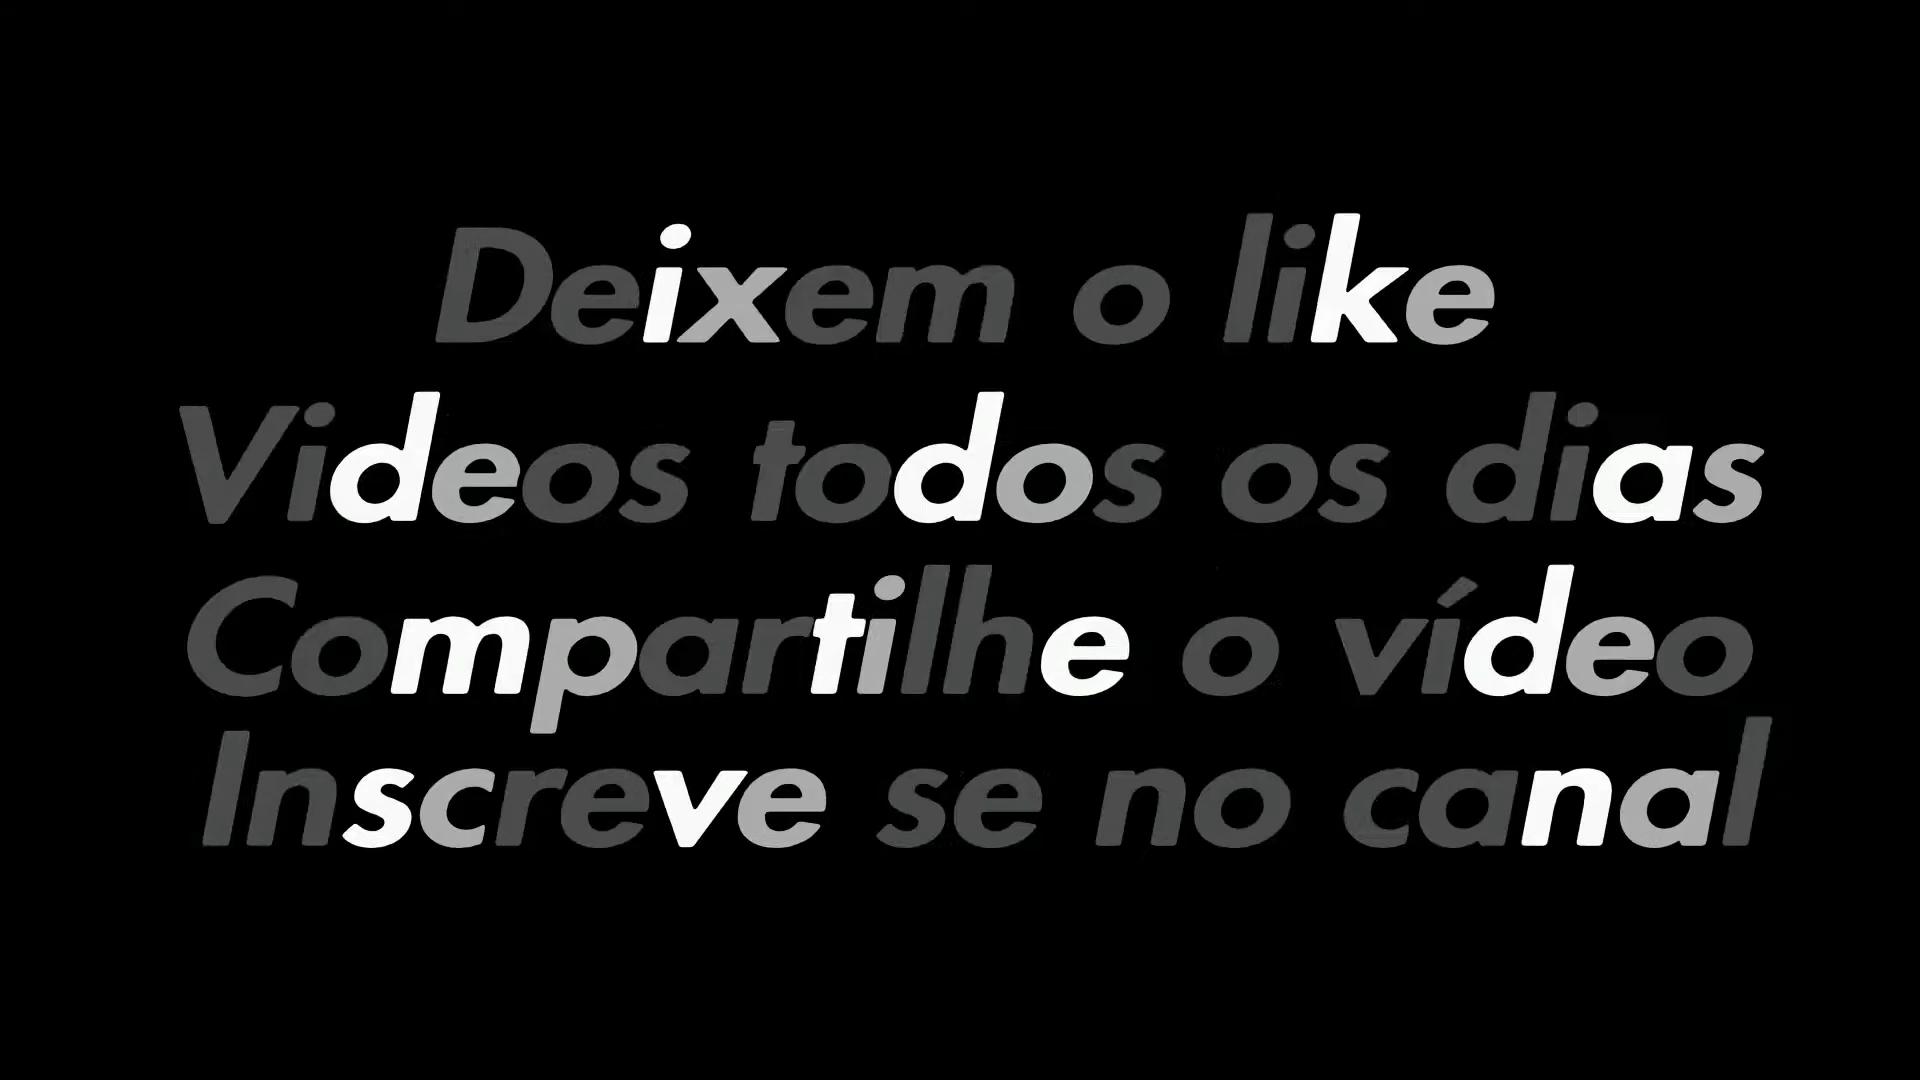 Deixem o like
Videos todos os dias
Compartilhe o vídeo
Inscreve se no canal